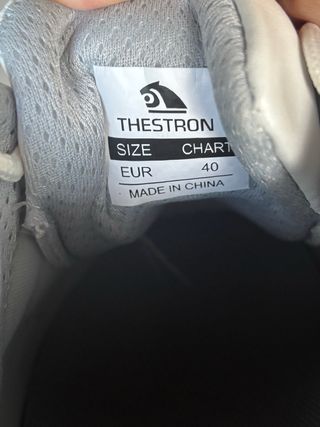 THESTRON
SIZE CHART
EUR 40
MADE IN CHINA